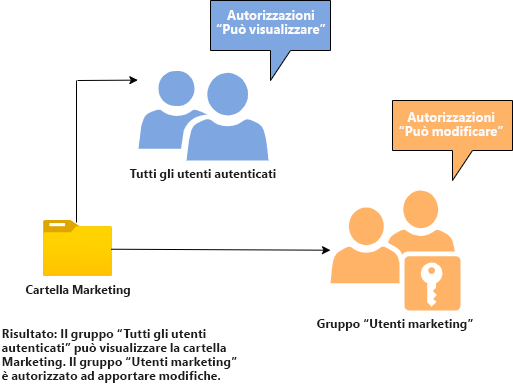 Autorizzazioni
“Può visualizzare”
Autorizzazioni
“Può modificare”
Tutti gli utenti autenticati
Cartella Marketing
Gruppo “Utenti marketing”
Risultato: Il gruppo “Tutti gli utenti
autenticati” può visualizzare la cartella
Marketing. Il gruppo “Utenti marketing”
è autorizzato ad apportare modifiche.